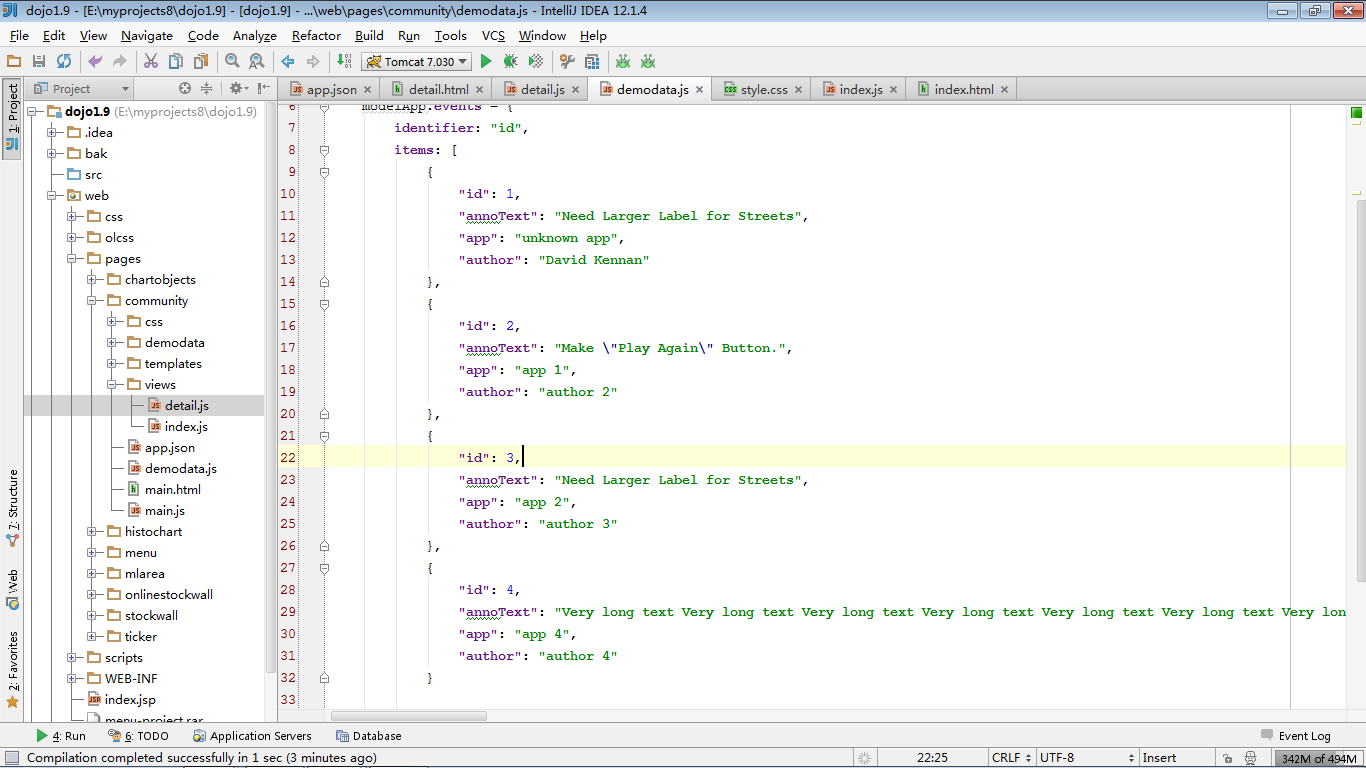 dojo1.9 - [E:\myprojects8\dojo1.9] - [dojo1.9] - ...\web\pages\community\demodata.js - IntelliJ IDEA 12.1.4
File Edit View Navigate Code Analyze Refactor Build Run Tools VCS Window Help
Tomcat 7.030
Project
app.json detail.html detail.js demodata.js style.css index.js index.html
1: Project
7: Structure
Web
2: Favorites
dojo1.9 (E:\myprojects8\dojo1.9)
.idea
bak
src
web
css
olcss
pages
chartobjects
community
css
demodata
templates
views
detail.js
index.js
app.json
demodata.js
main.html
main.js
histochart
menu
mlarea
onlinestockwall
stockwall
ticker
scripts
WEB-INF
index.jsp
menu-project.rar
6 modelApp.events = {
7 identifier: "id",
8 items: [
9 {
10 "id": 1,
11 "annoText": "Need Larger Label for Streets",
12 "app": "unknown app",
13 "author": "David Kennan"
14 },
15 {
16 "id": 2,
17 "annoText": "Make \"Play Again\" Button.",
18 "app": "app 1",
19 "author": "author 2"
20 },
21 {
22 "id": 3,
23 "annoText": "Need Larger Label for Streets",
24 "app": "app 2",
25 "author": "author 3"
26 },
27 {
28 "id": 4,
29 "annoText": "Very long text Very long text Very long text Very long text Very long text Very long text Very lon
30 "app": "app 4",
31 "author": "author 4"
32 }
33
4: Run 6: TODO Application Servers Database Event Log
Compilation completed successfully in 1 sec (3 minutes ago) 22:25 CRLF UTF-8 Insert 342M of 494M